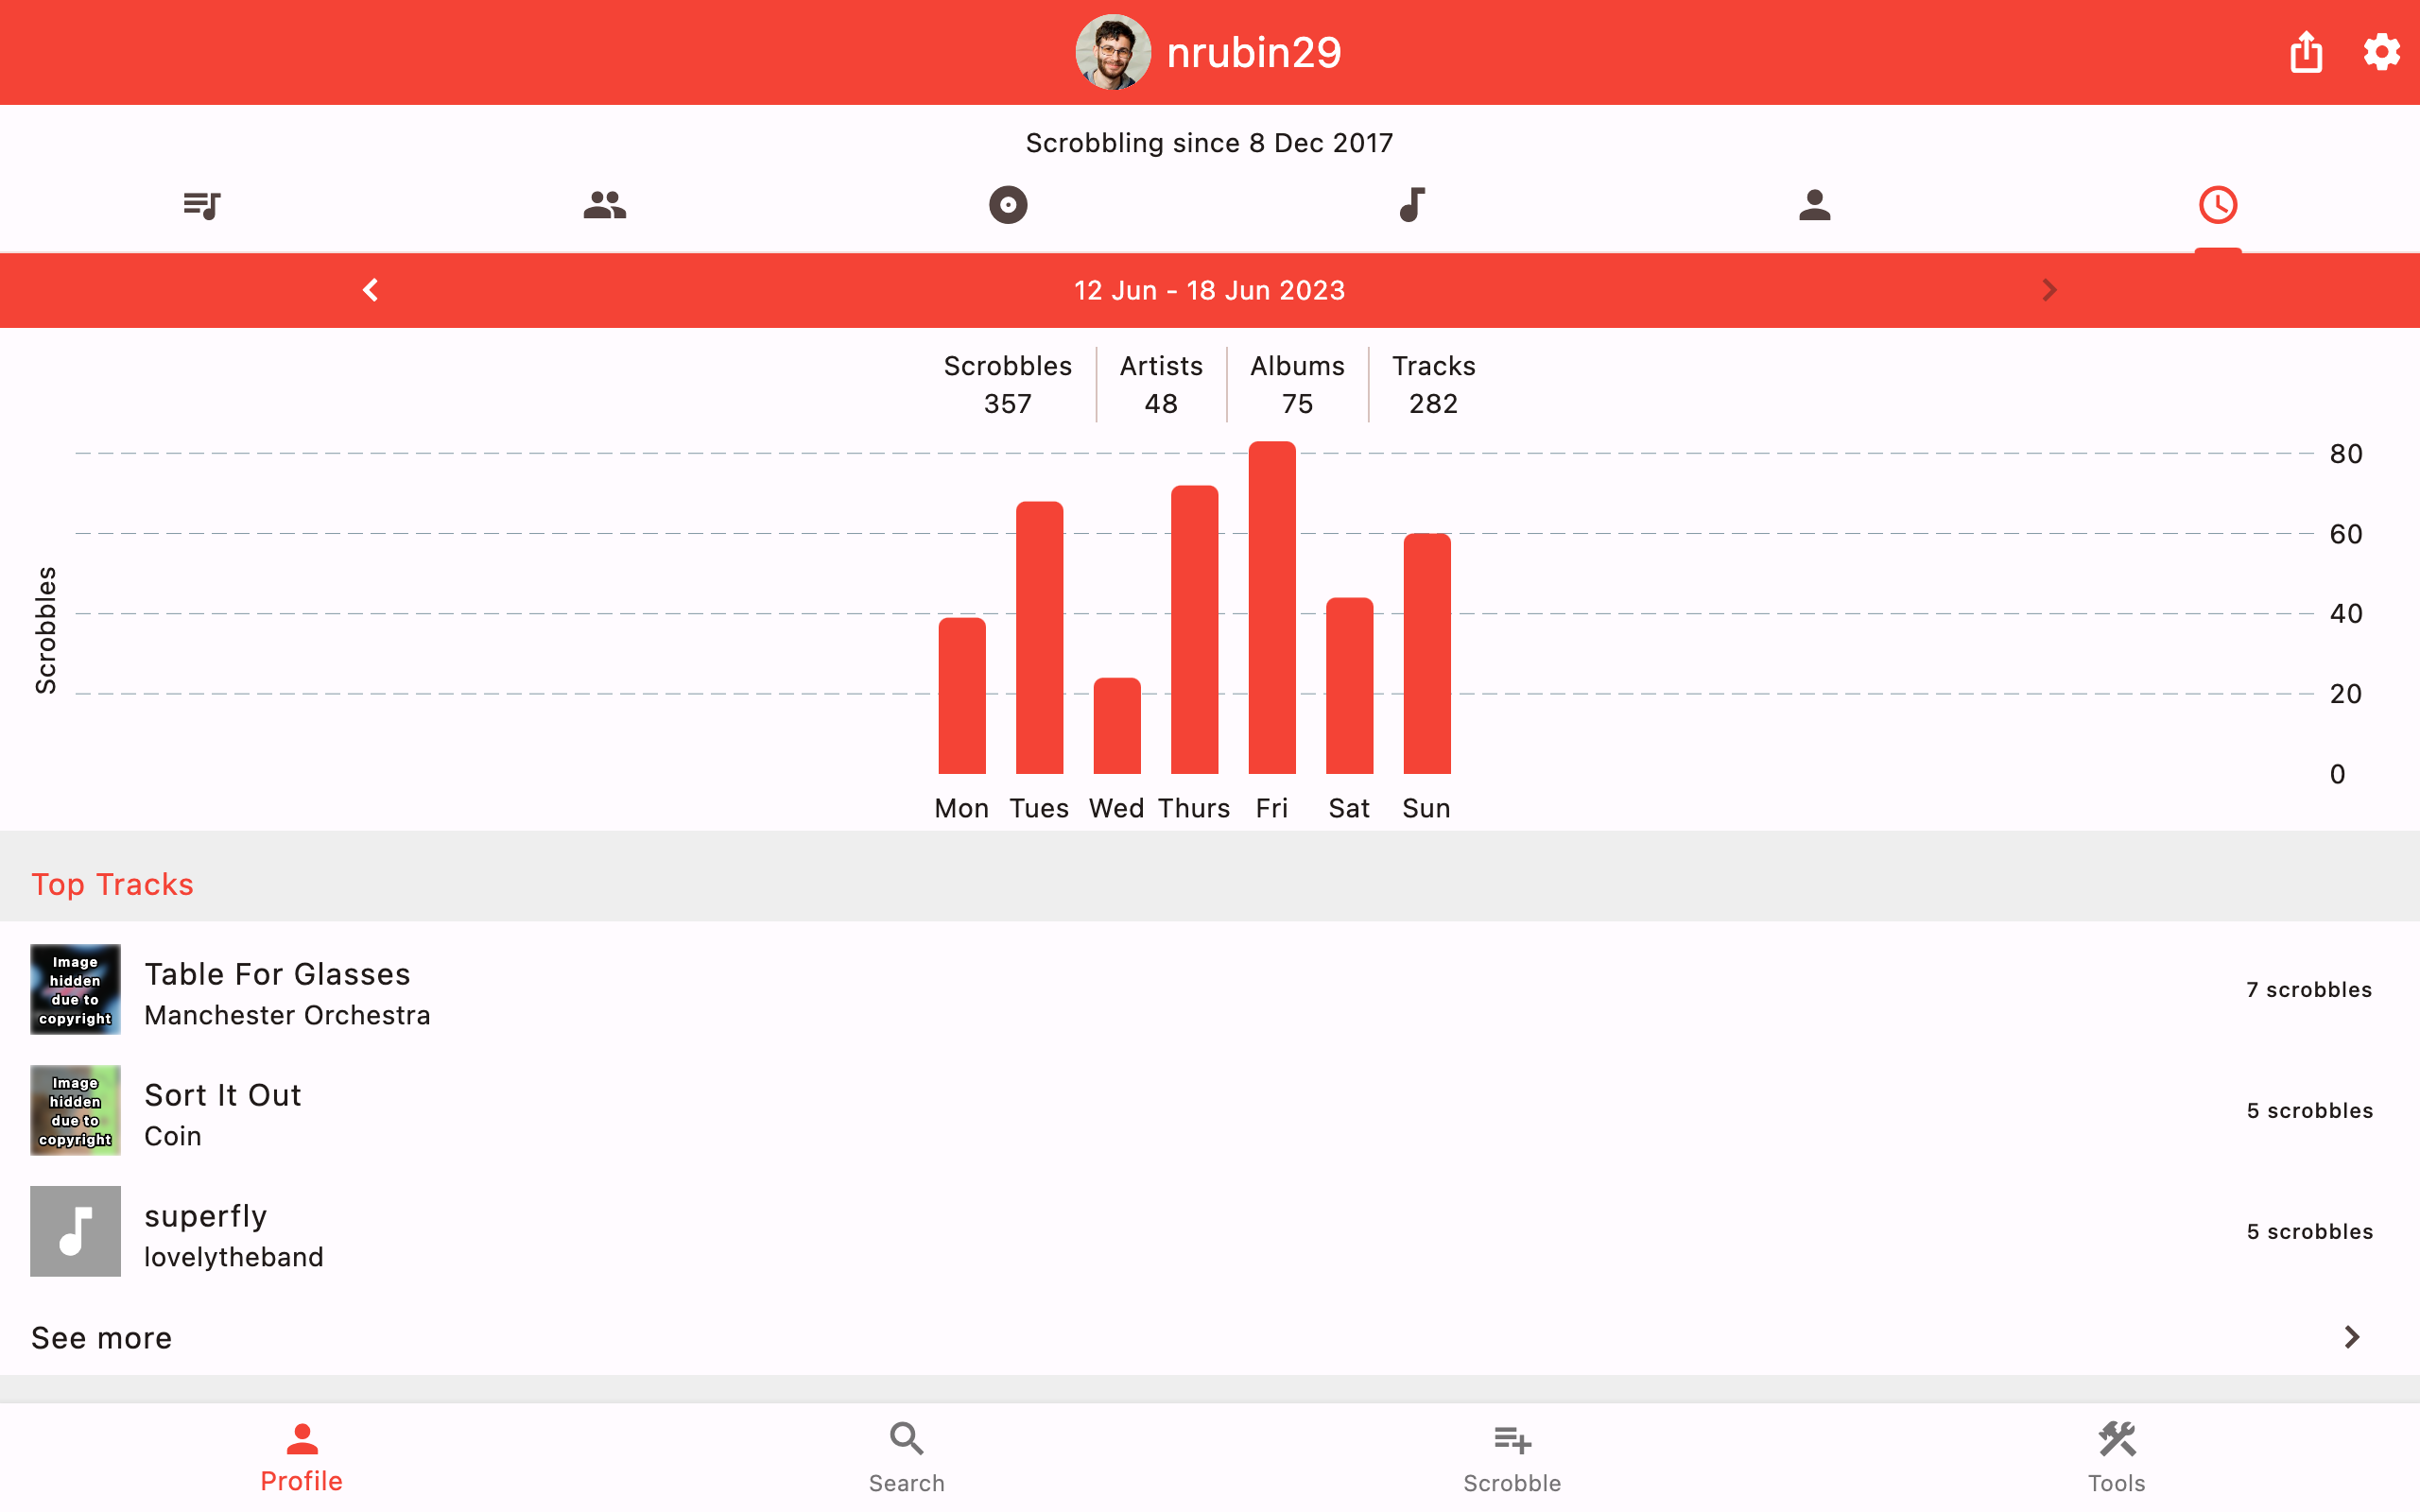 nrubin29
Scrobbling since 8 Dec 2017
12 Jun - 18 Jun 2023
Scrobbles Artists Albums Tracks
357 48 75 282
80
60
40
20
0
Scrobbles
Mon Tues Wed Thurs Fri Sat Sun
Top Tracks
Image
hidden
due to
copyright
Table For Glasses
Manchester Orchestra
7 scrobbles
Image
hidden
due to
copyright
Sort It Out
Coin
5 scrobbles
superfly
lovelytheband
5 scrobbles
See more
Profile Search Scrobble Tools